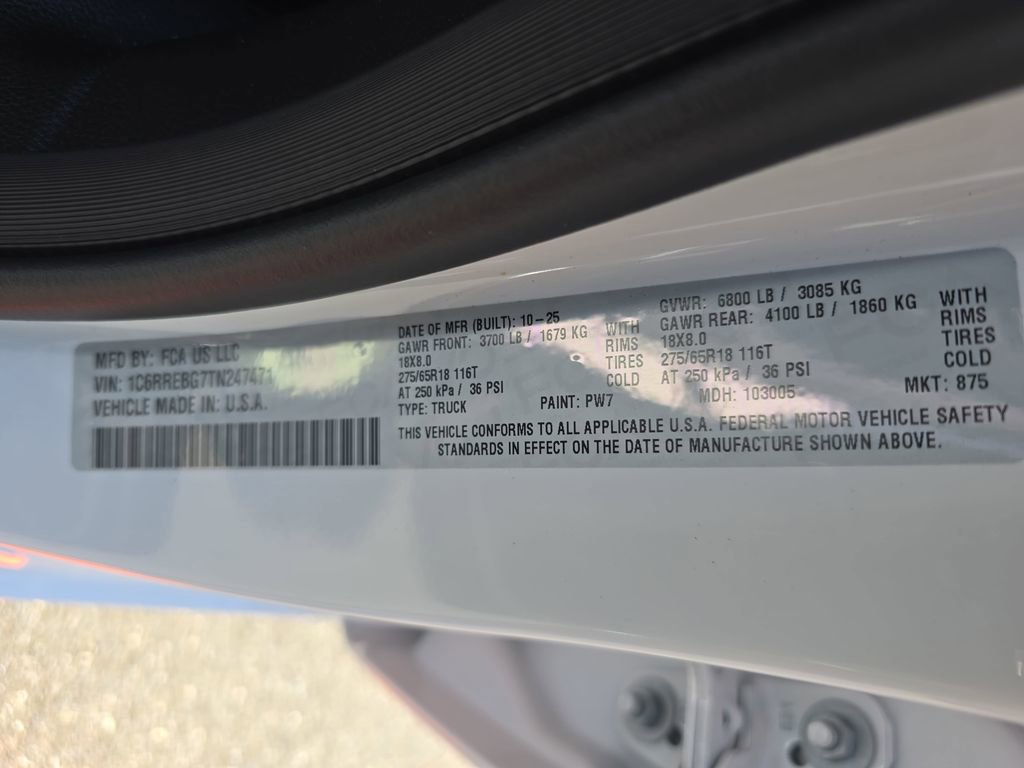 MFD BY: FCA US LLC
VIN: 1C6RREBG7TN247471
VEHICLE MADE IN: U.S.A.
DATE OF MFR (BUILT): 10-25
GAWR FRONT: 3700 LB / 1679 KG WITH
18X8.0 RIMS
275/65R18 116T TIRES
AT 250 kPa / 36 PSI COLD
TYPE: TRUCK PAINT: PW7
GVWR: 6800 LB / 3085 KG
GAWR REAR: 4100 LB / 1860 KG WITH
18X8.0 RIMS
275/65R18 116T TIRES
AT 250 kPa / 36 PSI COLD
MDH: 103005 MKT: 875
THIS VEHICLE CONFORMS TO ALL APPLICABLE U.S.A. FEDERAL MOTOR VEHICLE SAFETY
STANDARDS IN EFFECT ON THE DATE OF MANUFACTURE SHOWN ABOVE.